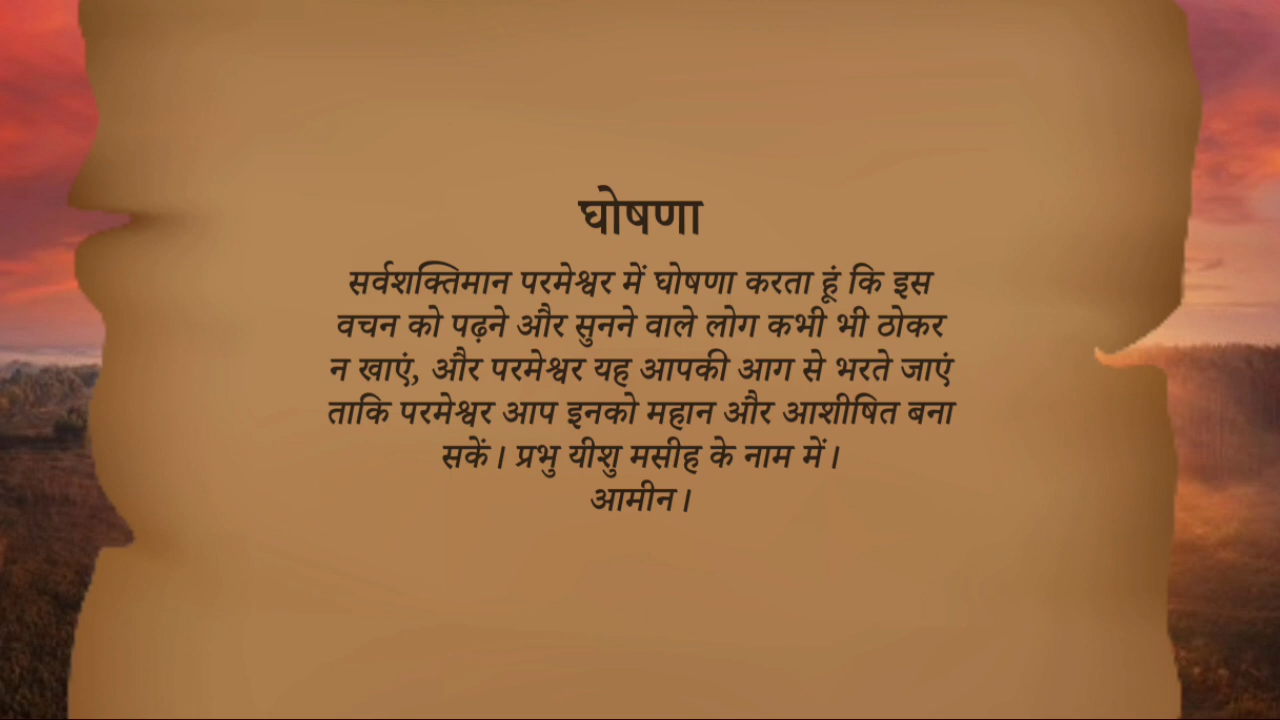 घोषणा
सर्वशक्तिमान परमेश्वर में घोषणा करता हूं कि इस
वचन को पढ़ने और सुनने वाले लोग कभी भी ठोकर
न खाएं, और परमेश्वर यह आपकी आग से भरते जाएं
ताकि परमेश्वर आप इनको महान और आशीषित बना
सकें। प्रभु यीशु मसीह के नाम में।
आमीन।